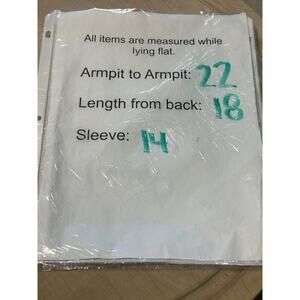 All items are measured while
lying flat.
Armpit to Armpit: 22
Length from back: 18
Sleeve: 14